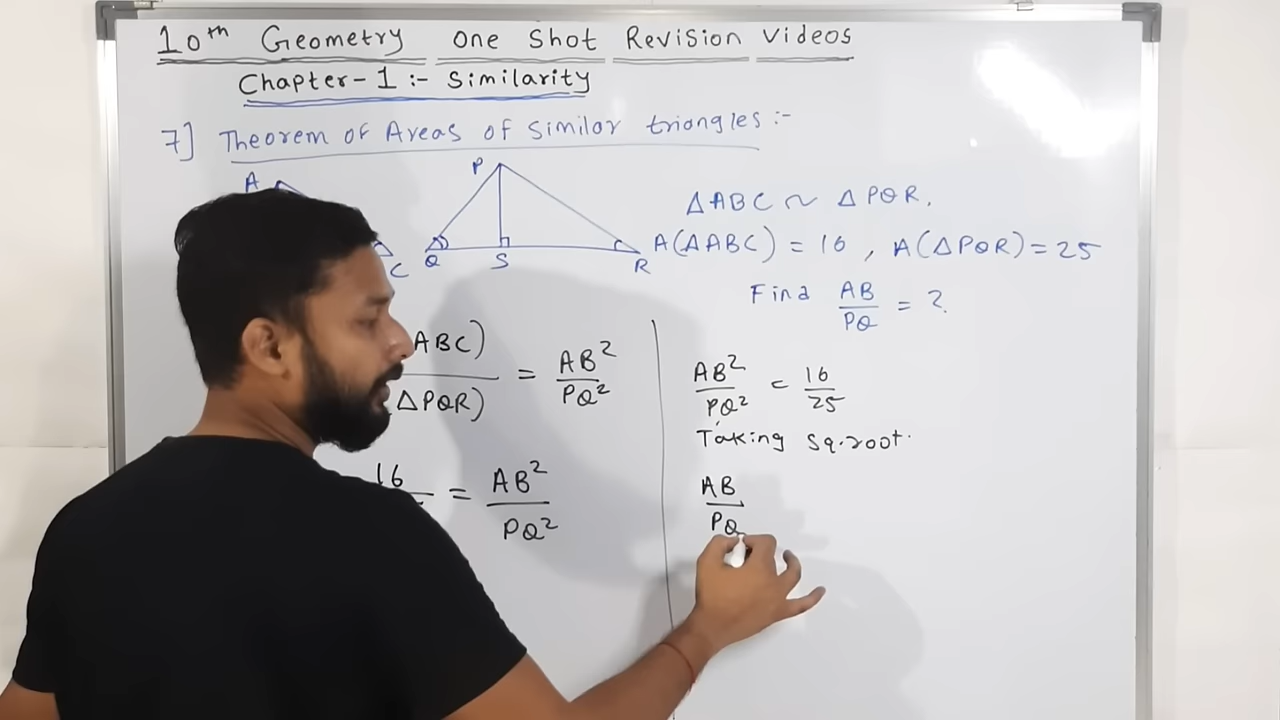 10th Geometry One Shot Revision Videos
Chapter-1 :- Similarity
7] Theorem of Areas of Similar triangles :-
A
C
P
Q
S
R
ΔABC ~ ΔPQR.
A(ΔABC) = 16 , A(ΔPQR) = 25
Find AB/PQ = ?
ABC)
ΔPQR)
= AB²/PQ²
16
= AB²/PQ²
AB²/PQ² = 16/25
Taking sq.root.
AB
PQ